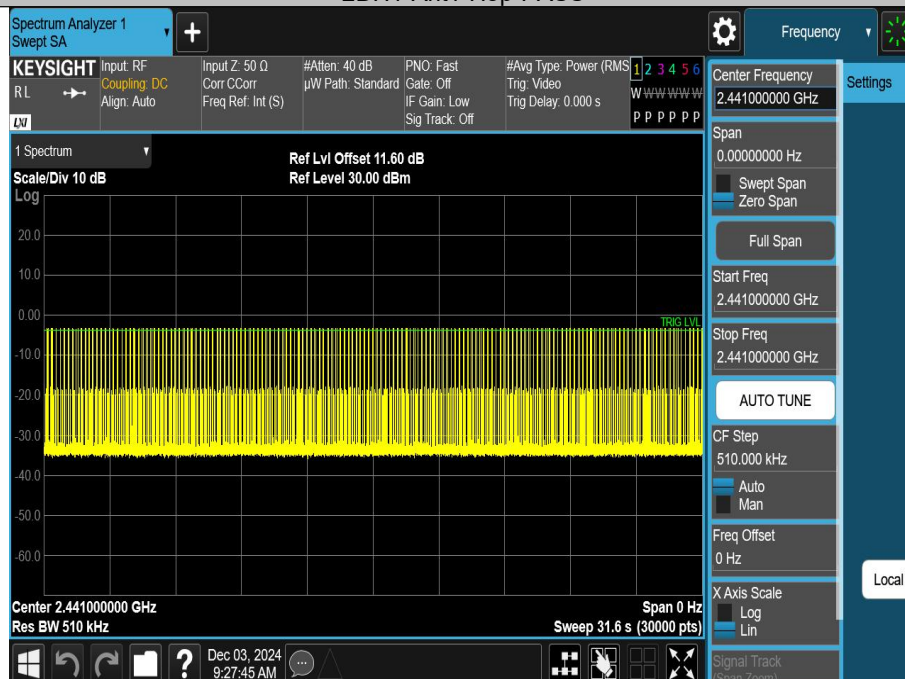 Spectrum Analyzer 1
Swept SA
+
Frequency
KEYSIGHT
RL
LXI
Input: RF
Coupling: DC
Align: Auto
Input Z: 50 Ω
Corr CCorr
Freq Ref: Int (S)
#Atten: 40 dB
µW Path: Standard
PNO: Fast
Gate: Off
IF Gain: Low
Sig Track: Off
#Avg Type: Power (RMS
Trig: Video
Trig Delay: 0.000 s
1 2 3 4 5 6
W W W W W W
P P P P P P
1 Spectrum
Scale/Div 10 dB
Log
Ref Lvl Offset 11.60 dB
Ref Level 30.00 dBm
20.0
10.0
0.00
-10.0
-20.0
-30.0
-40.0
-50.0
-60.0
TRIG LVL
Center 2.441000000 GHz
Res BW 510 kHz
Span 0 Hz
Sweep 31.6 s (30000 pts)
Center Frequency
2.441000000 GHz
Settings
Span
0.00000000 Hz
Swept Span
Zero Span
Full Span
Start Freq
2.441000000 GHz
Stop Freq
2.441000000 GHz
AUTO TUNE
CF Step
510.000 kHz
Auto
Man
Freq Offset
0 Hz
Local
X Axis Scale
Log
Lin
Signal Track
(Span Zoom)
?
Dec 03, 2024
9:27:45 AM